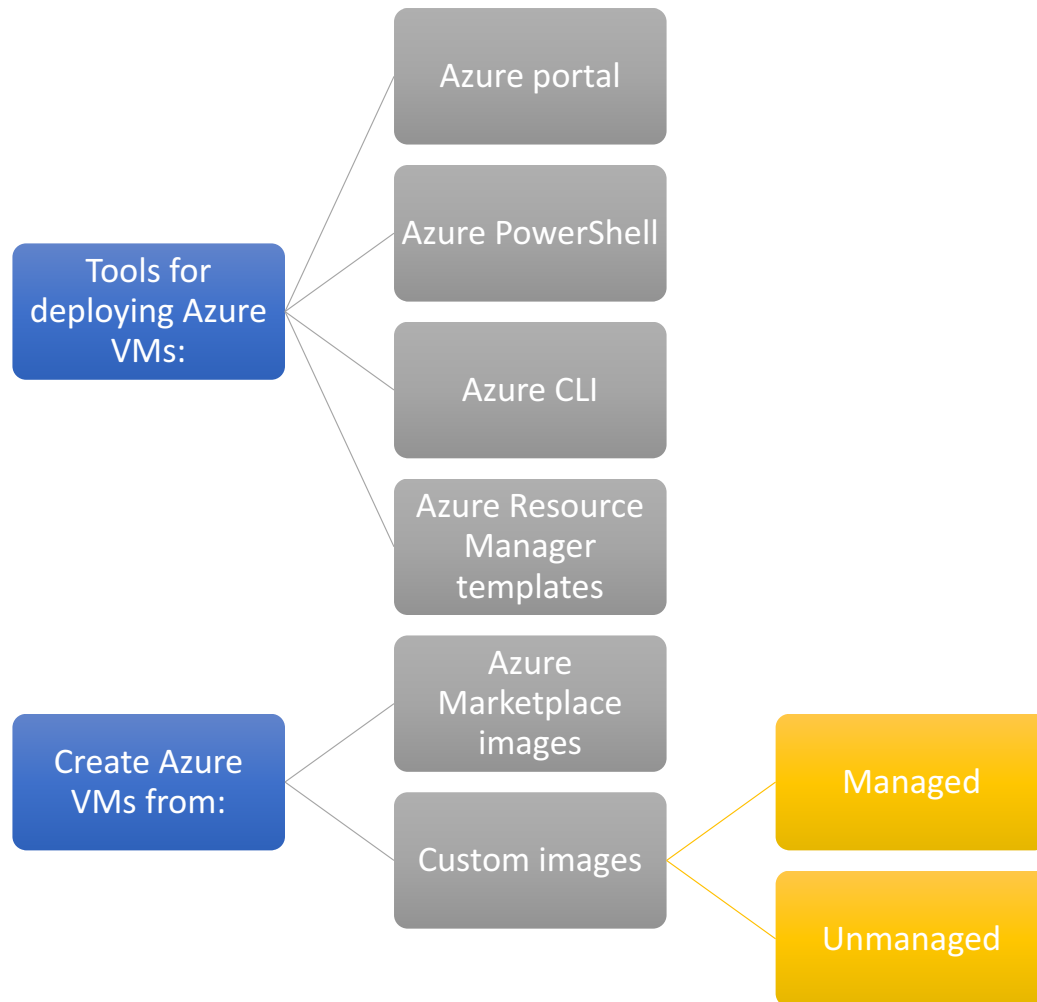 Tools for
deploying Azure
VMs:
Azure portal
Azure PowerShell
Azure CLI
Azure Resource
Manager
templates
Create Azure
VMs from:
Azure
Marketplace
images
Custom images
Managed
Unmanaged